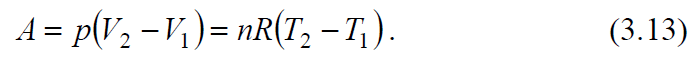 A = p(V₂ − V₁) = nR(T₂ − T₁). (3.13)